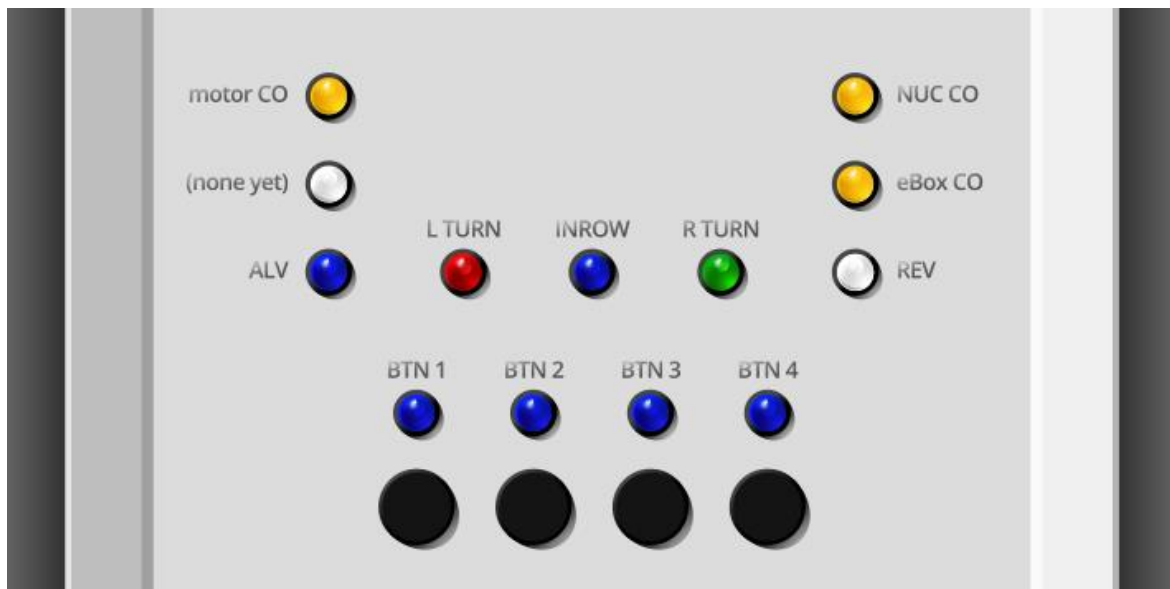 motor CO
NUC CO
(none yet)
eBox CO
L TURN
INROW
R TURN
ALV
REV
BTN 1
BTN 2
BTN 3
BTN 4